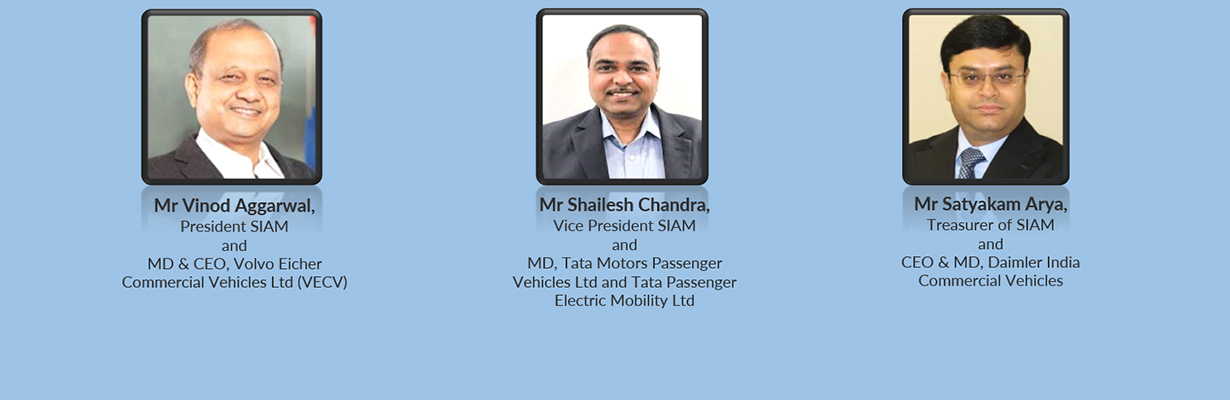 Mr Vinod Aggarwal,
President SIAM
and
MD & CEO, Volvo Eicher
Commercial Vehicles Ltd (VECV)
Mr Shailesh Chandra,
Vice President SIAM
and
MD, Tata Motors Passenger
Vehicles Ltd and Tata Passenger
Electric Mobility Ltd
Mr Satyakam Arya,
Treasurer of SIAM
and
CEO & MD, Daimler India
Commercial Vehicles